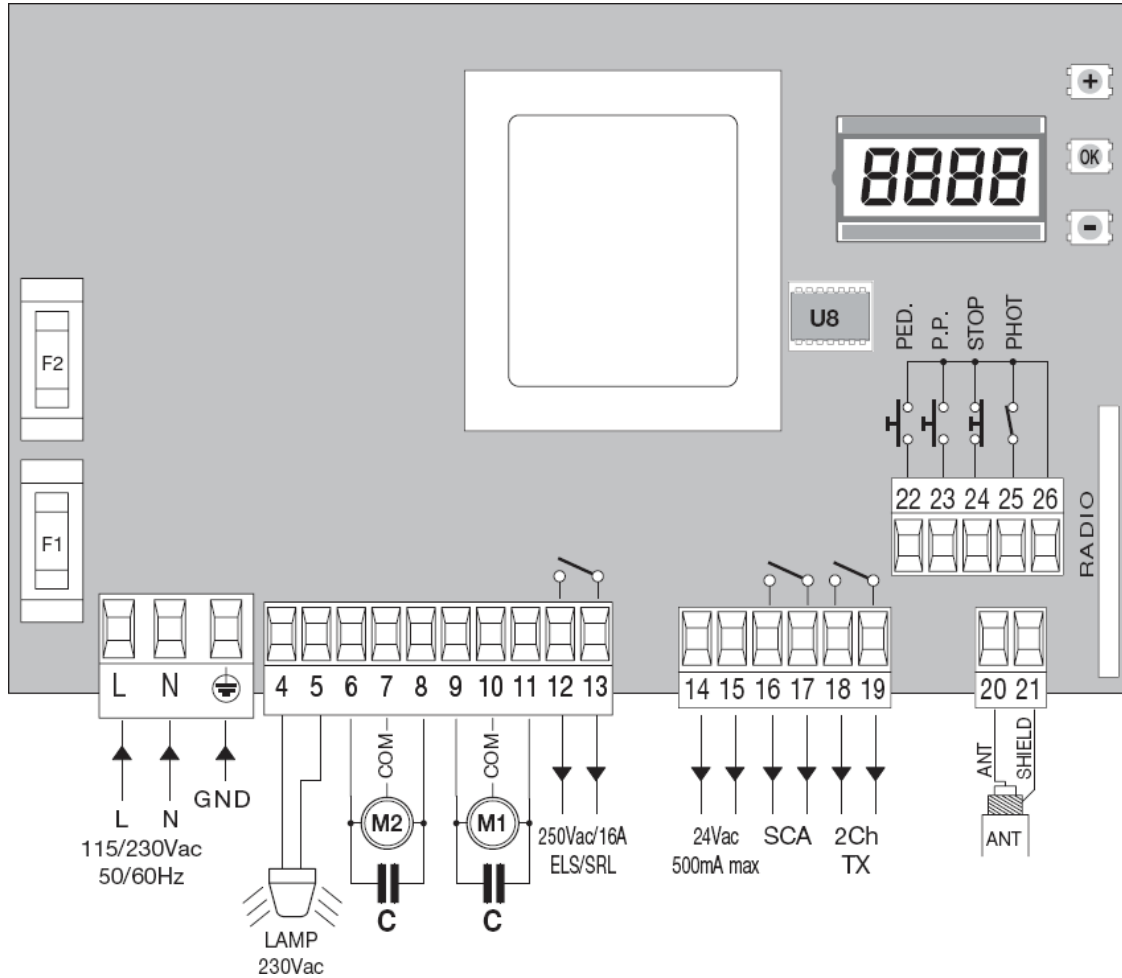 +
OK
-
8888
U8
PED.
P.P.
STOP
PHOT
F2
F1
22 23 24 25 26
RADIO
L N
4 5 6 7 8 9 10 11 12 13
14 15 16 17 18 19
20 21
L N GND
115/230Vac
50/60Hz
LAMP
230Vac
COM
M2
C
COM
M1
C
250Vac/16A
ELS/SRL
24Vac
500mA max
SCA
2Ch
TX
ANT
SHIELD
ANT